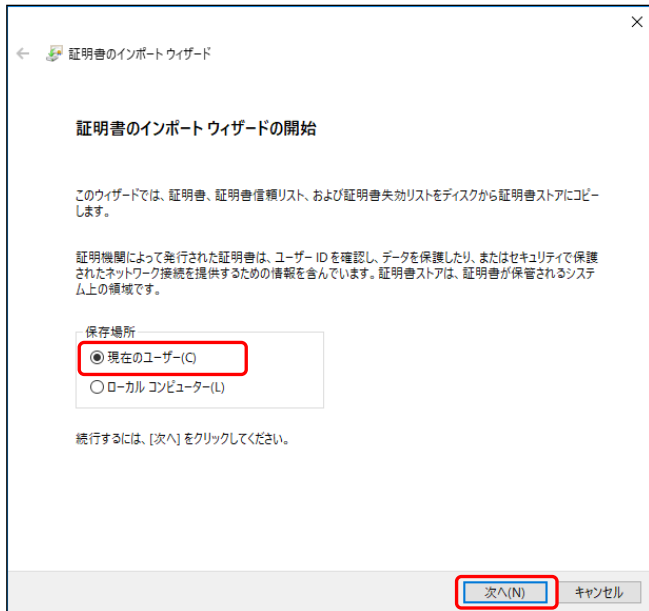 証明書のインポート ウィザード
証明書のインポート ウィザードの開始
このウィザードでは、証明書、証明書信頼リスト、および証明書失効リストをディスクから証明書ストアにコピー
します。
証明機関によって発行された証明書は、ユーザー ID を確認し、データを保護したり、またはセキュリティで保護
されたネットワーク接続を提供するための情報を含んでいます。証明書ストアは、証明書が保管されるシステ
ム上の領域です。
保存場所
現在のユーザー(C)
ローカル コンピューター(L)
続行するには、[次へ] をクリックしてください。
次へ(N)
キャンセル